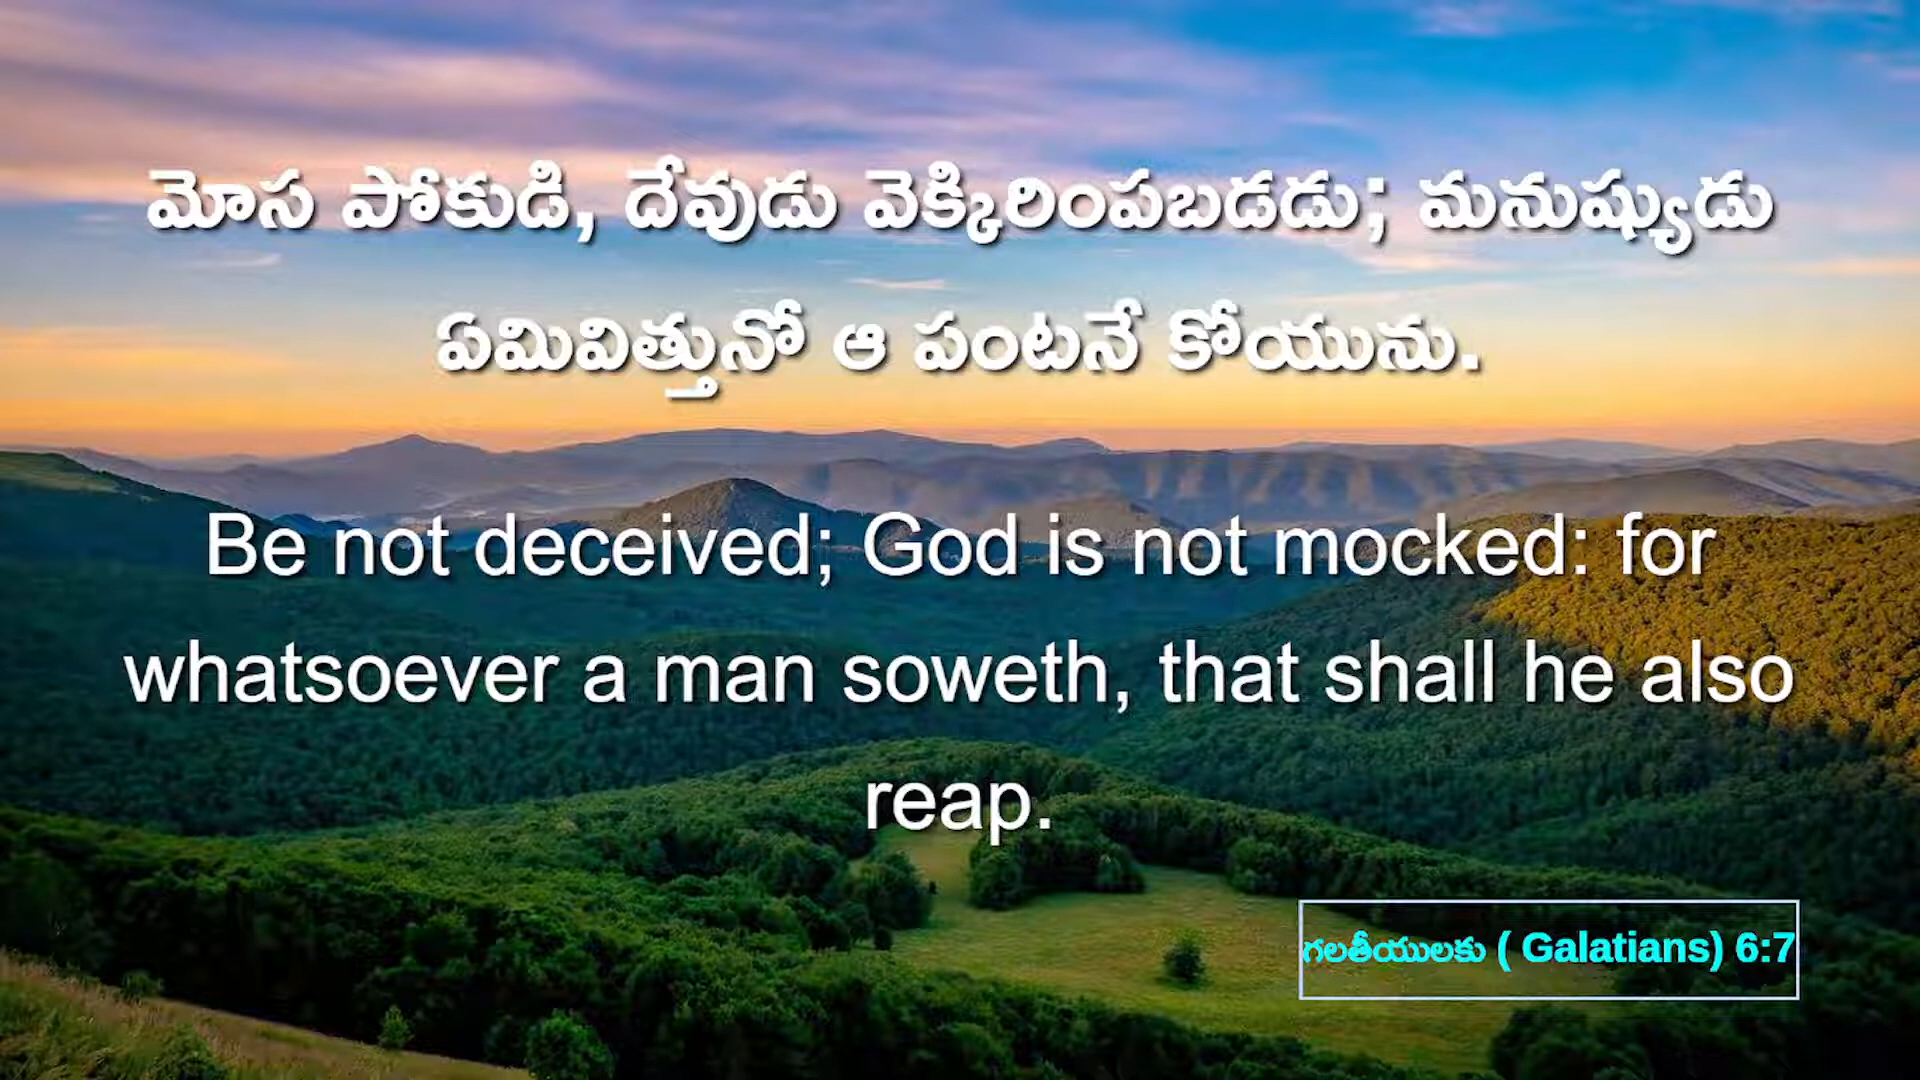 మోస పోకుడి, దేవుడు వెక్కిరింపబడడు; మనుష్యుడు
ఏమివిత్తునో ఆ పంటనే కోయును.
Be not deceived; God is not mocked: for
whatsoever a man soweth, that shall he also
reap.
గలతీయులకు ( Galatians) 6:7